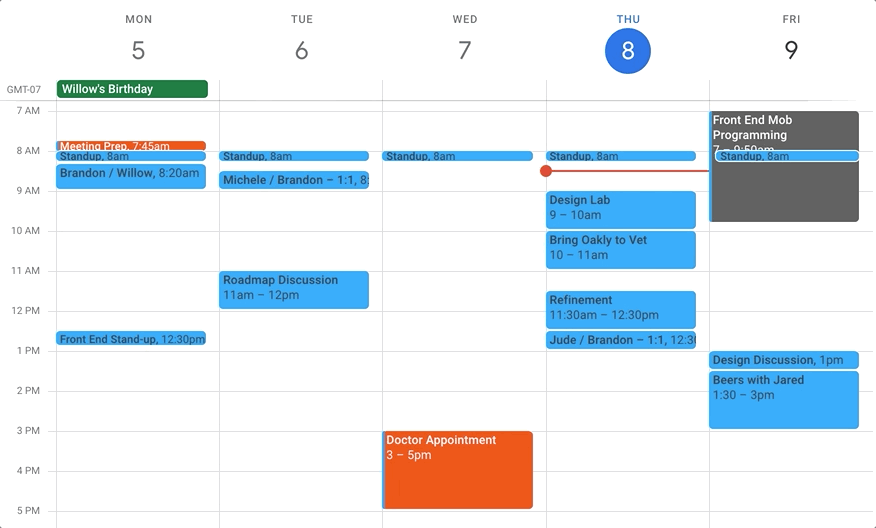 MON
TUE
WED
THU
FRI
5
6
7
8
9
GMT-07
Willow's Birthday
7 AM
8 AM
9 AM
10 AM
11 AM
12 PM
1 PM
2 PM
3 PM
4 PM
5 PM
Meeting Prep, 7:45am
Standup, 8am
Brandon / Willow, 8:20am
Front End Stand-up, 12:30pm
Standup, 8am
Michele / Brandon – 1:1, 8:
Roadmap Discussion
11am – 12pm
Standup, 8am
Doctor Appointment
3 – 5pm
Standup, 8am
Design Lab
9 – 10am
Bring Oakly to Vet
10 – 11am
Refinement
11:30am – 12:30pm
Jude / Brandon – 1:1, 12:30
Front End Mob
Programming
7 – 9:50am
Standup, 8am
Design Discussion, 1pm
Beers with Jared
1:30 – 3pm